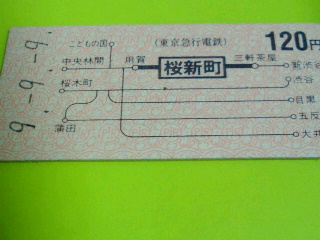 9.-9.-9.
こどもの国
(東京急行電鉄)
120円
中央林間
用賀
桜新町
三軒茶屋
新渋谷
桜木町
渋谷
目黒
五反
蒲田
大井